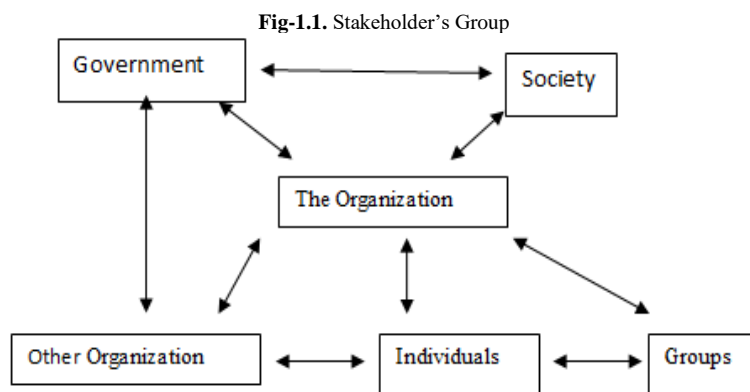 Fig-1.1. Stakeholder’s Group
Government
Society
The Organization
Other Organization
Individuals
Groups